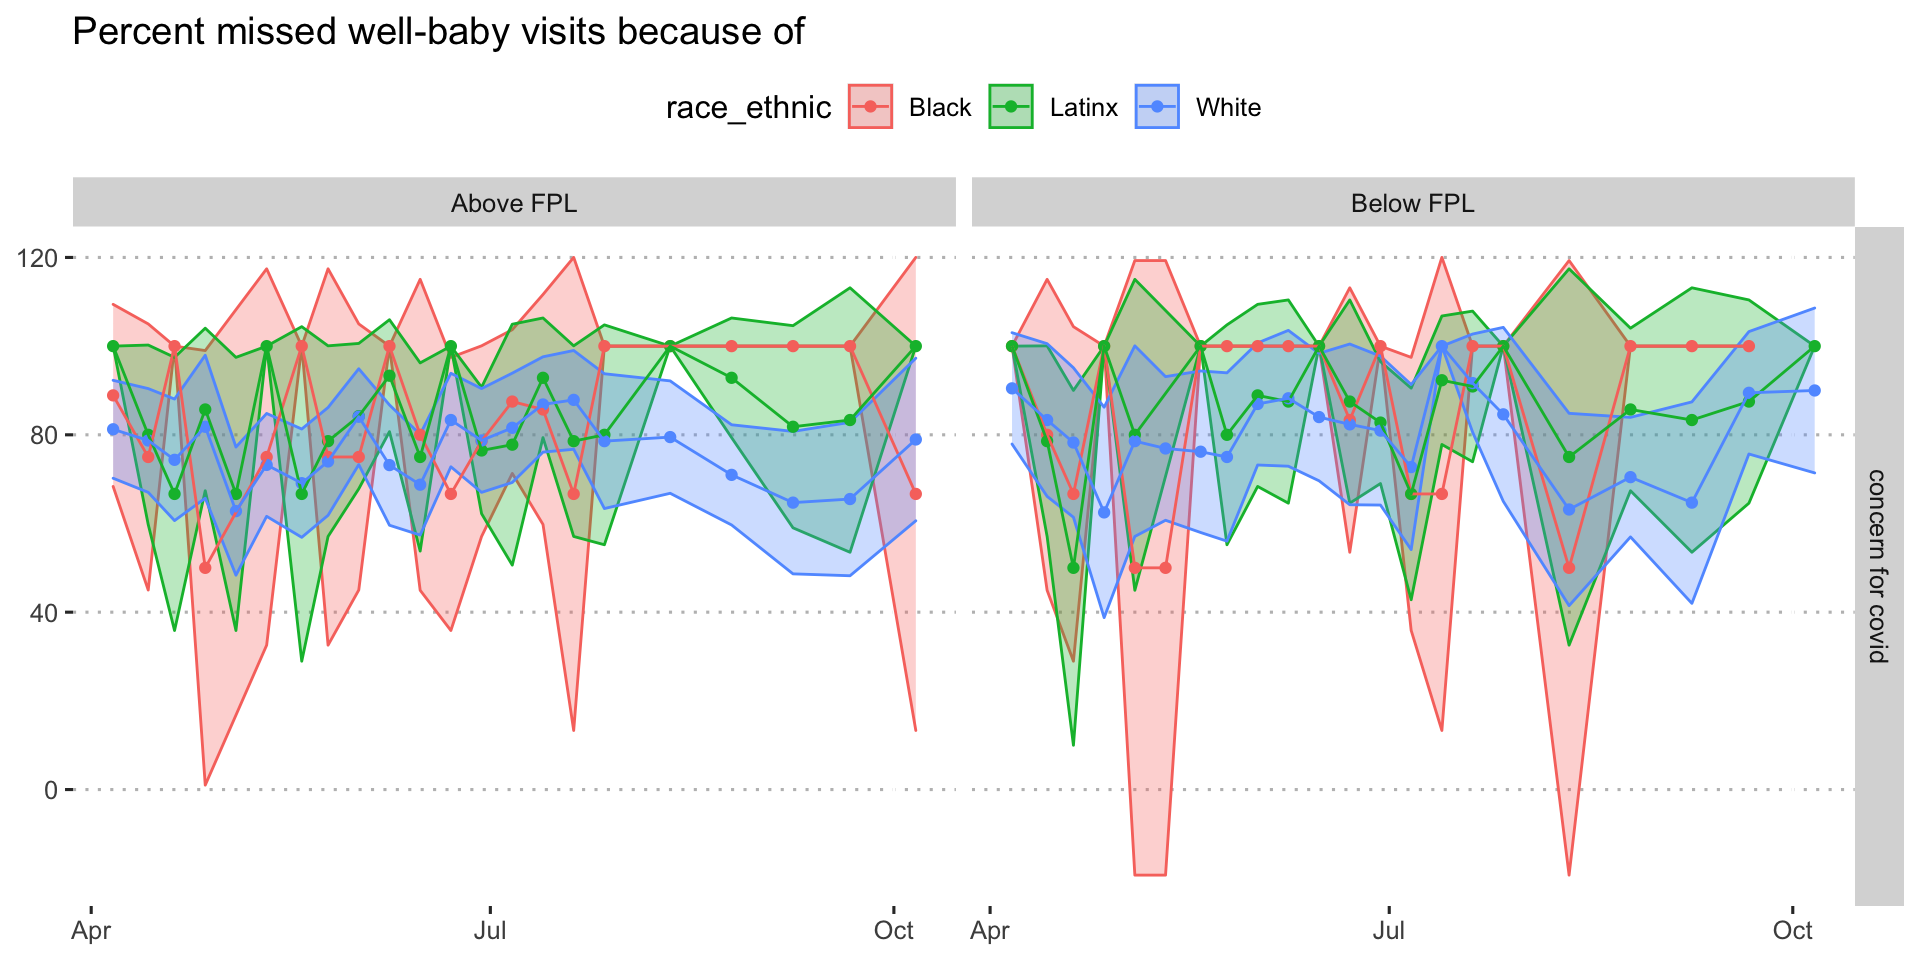 Percent missed well-baby visits because of
race_ethnic Black Latinx White
Above FPL Below FPL
120
80
40
0
concern for covid
Apr Jul Oct Apr Jul Oct